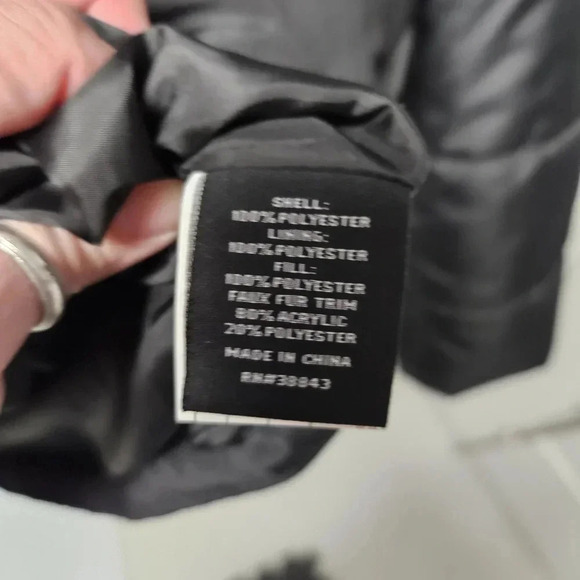 SHELL:
100% POLYESTER
LINING:
100% POLYESTER
FILL:
100% POLYESTER
FAUX FUR TRIM
80% ACRYLIC
20% POLYESTER
MADE IN CHINA
RN#38843